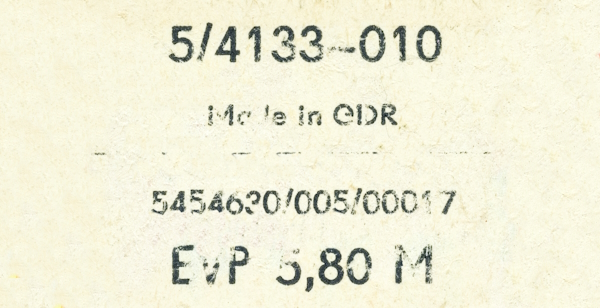 5/4133-010
Made in GDR
5454630/005/00017
EVP 5,80 M